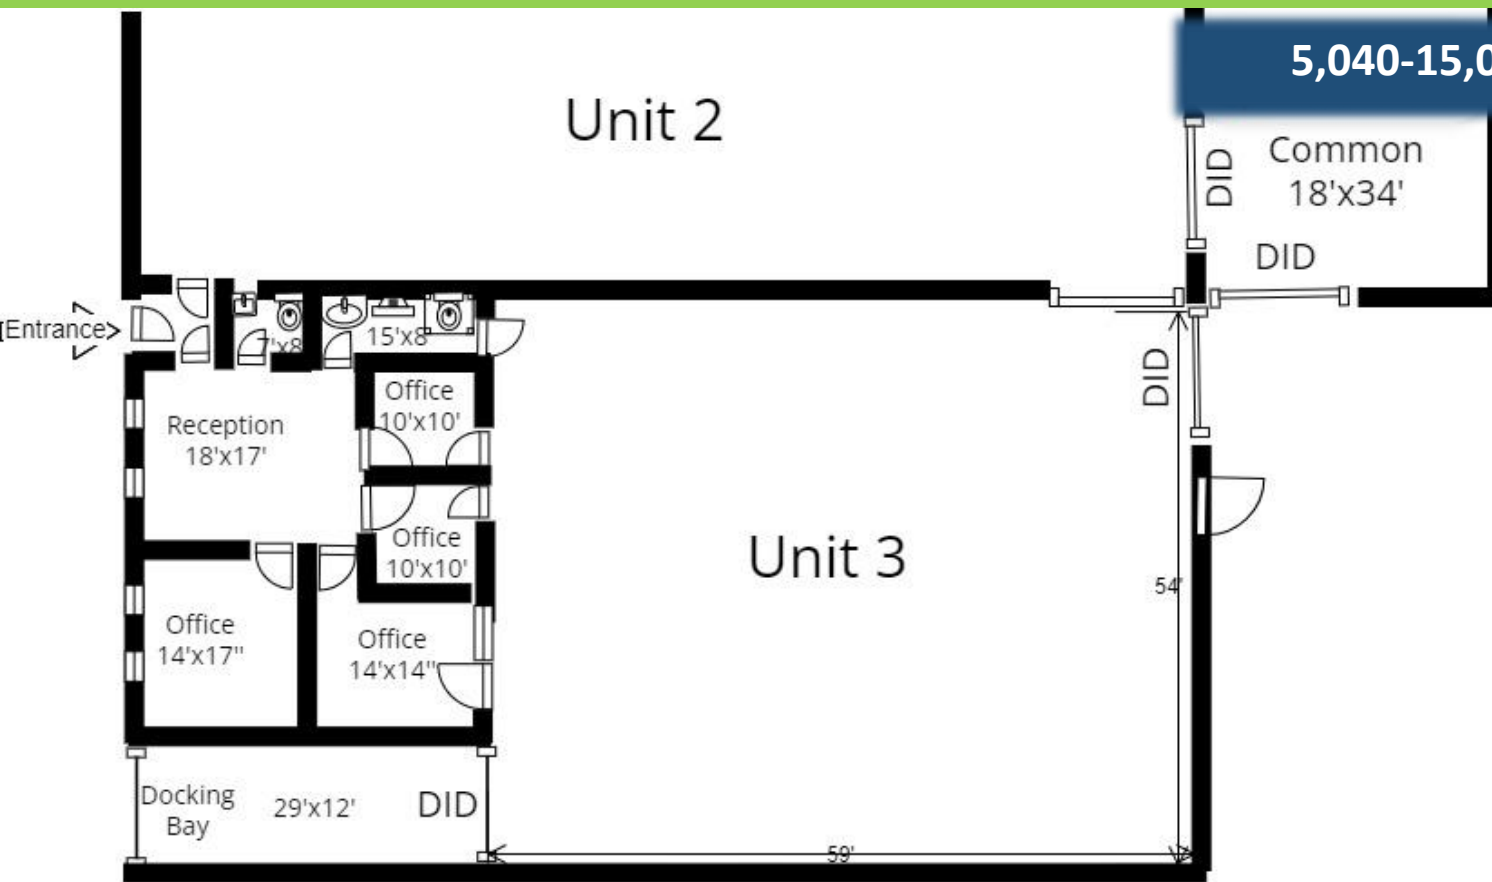 5,040-15,0
Unit 2
Common
18'x34'
DID
DID
[Entrance>
7'x8
15'x8'
Office
10'x10'
DID
Reception
18'x17'
Office
10'x10'
Unit 3
54'
Office
14'x17"
Office
14'x14"
Docking
Bay
29'x12'
DID
59'